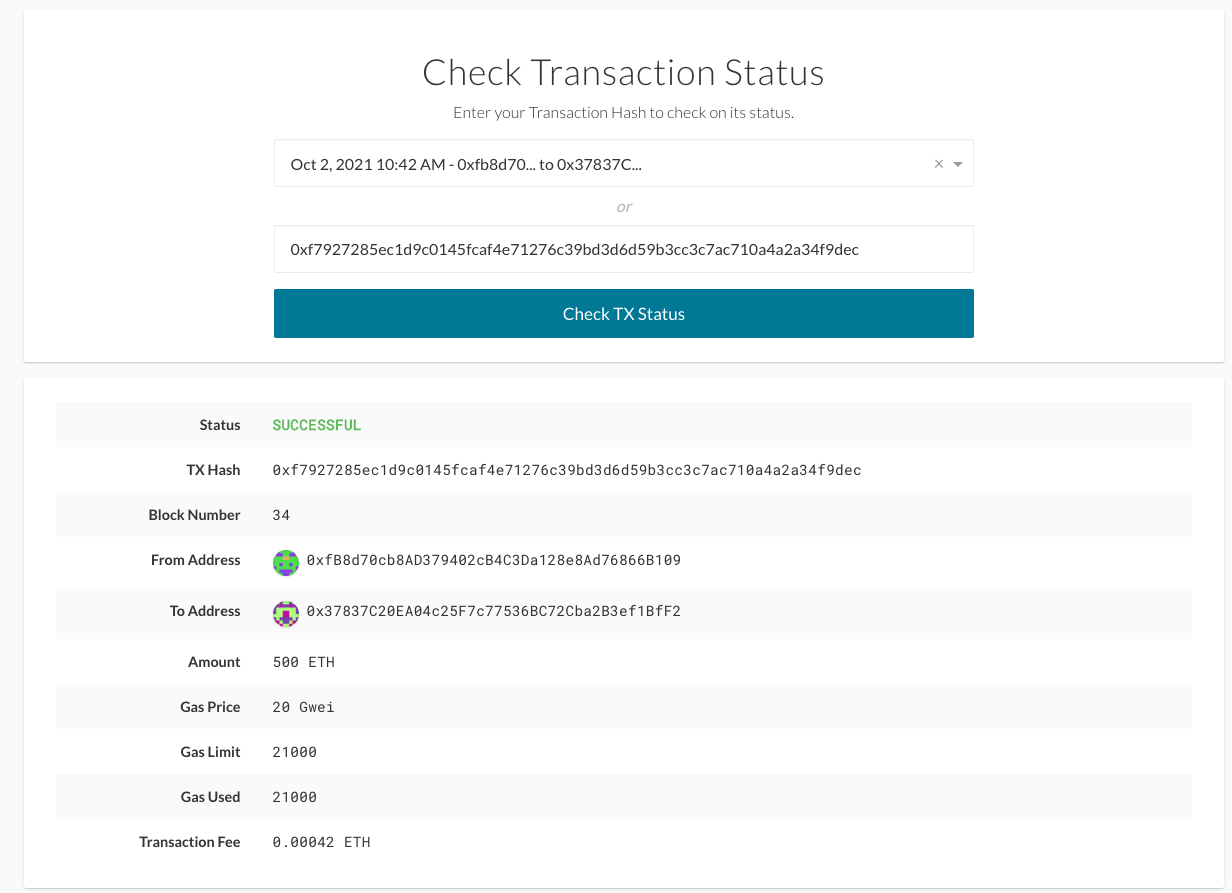 Check Transaction Status
Enter your Transaction Hash to check on its status.
Oct 2, 2021 10:42 AM - 0xfb8d70... to 0x37837C...
or
0xf7927285ec1d9c0145fcaf4e71276c39bd3d6d59b3cc3c7ac710a4a2a34f9dec
Check TX Status
Status SUCCESSFUL
TX Hash 0xf7927285ec1d9c0145fcaf4e71276c39bd3d6d59b3cc3c7ac710a4a2a34f9dec
Block Number 34
From Address 0xfB8d70cb8AD379402cB4C3Da128e8Ad76866B109
To Address 0x37837C20EA04c25F7c77536BC72Cba2B3ef1BfF2
Amount 500 ETH
Gas Price 20 Gwei
Gas Limit 21000
Gas Used 21000
Transaction Fee 0.00042 ETH